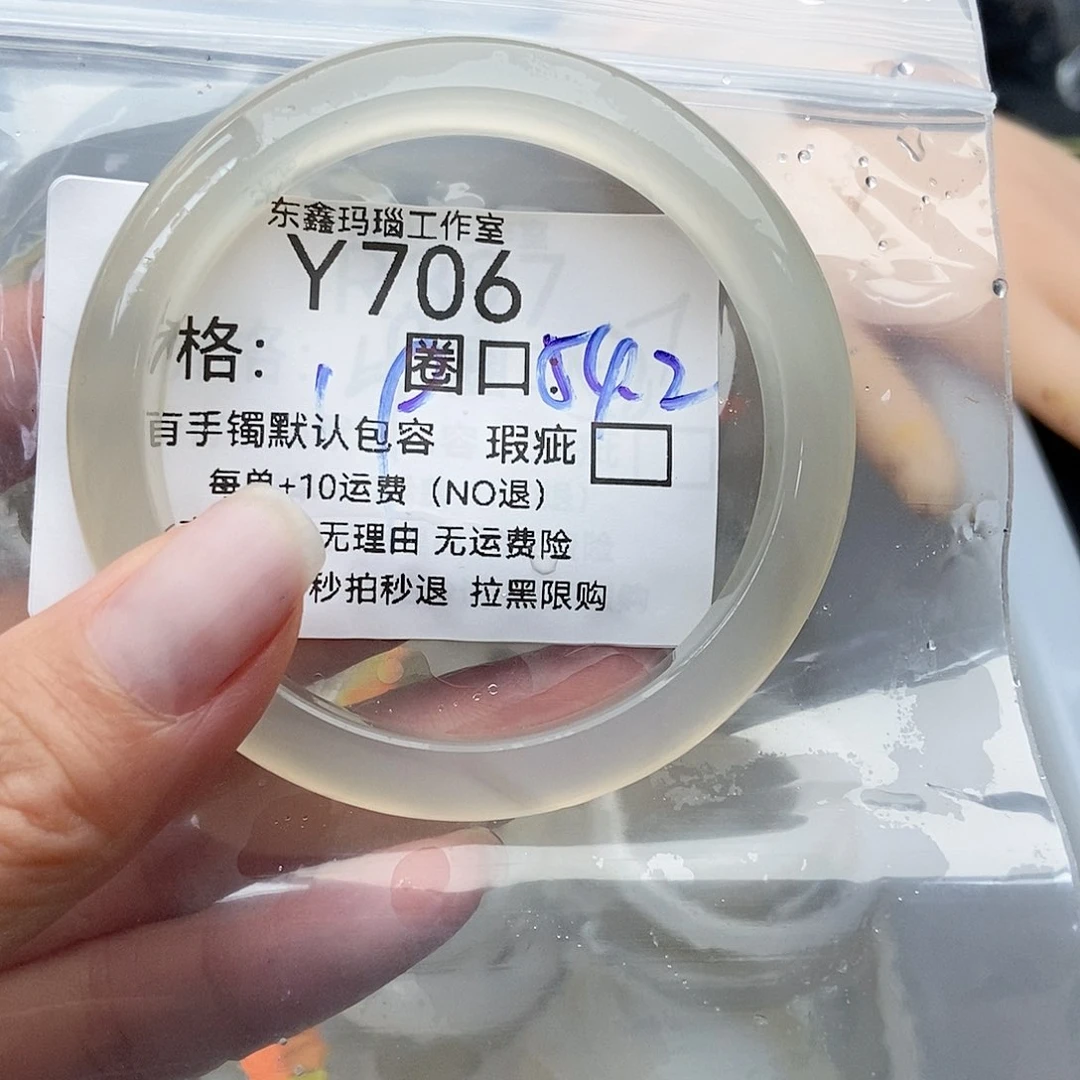 东鑫玛瑙工作室
Y706
格： 圈口：542
有手镯默认包容 瑕疵
每单+10运费（NO退）
无理由 无运费险
秒拍秒退 拉黑限购